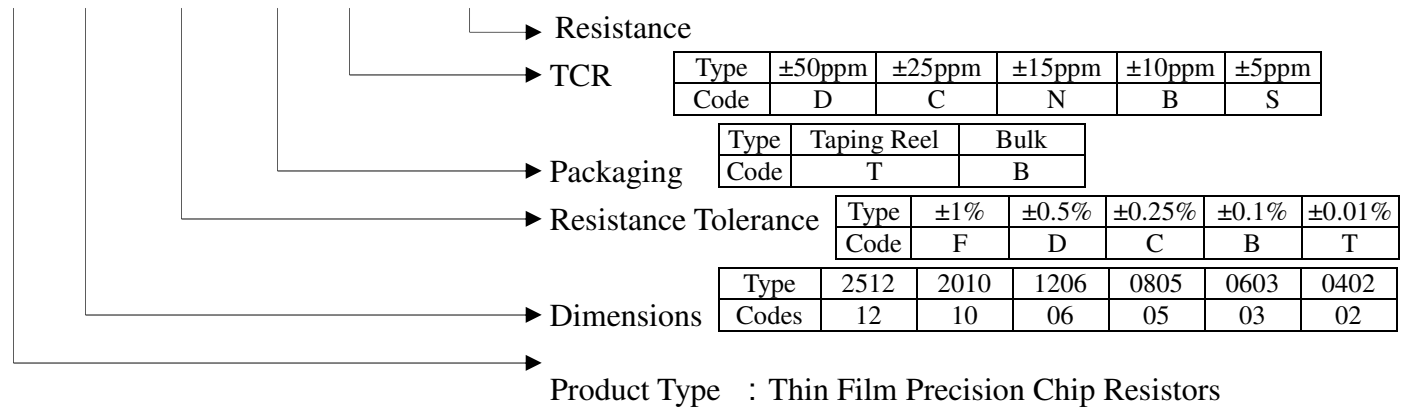 Resistance
TCR
Type ±50ppm ±25ppm ±15ppm ±10ppm ±5ppm
Code D C N B S
Packaging
Type Taping Reel Bulk
Code T B
Resistance Tolerance
Type ±1% ±0.5% ±0.25% ±0.1% ±0.01%
Code F D C B T
Dimensions
Type 2512 2010 1206 0805 0603 0402
Codes 12 10 06 05 03 02
Product Type : Thin Film Precision Chip Resistors